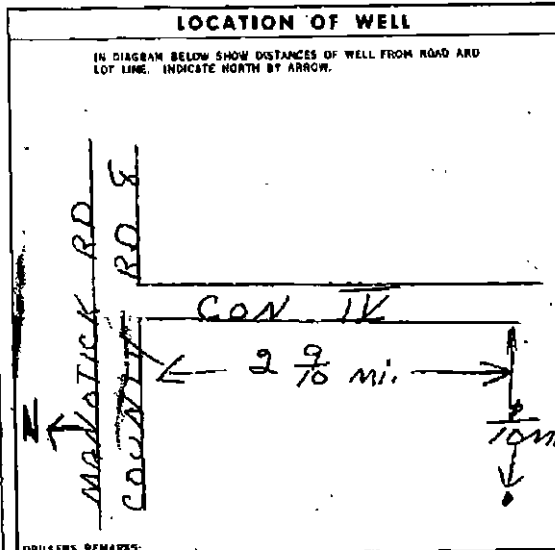 LOCATION OF WELL
IN DIAGRAM BELOW SHOW DISTANCES OF WELL FROM ROAD AND
LOT LINE. INDICATE NORTH BY ARROW.
MANOTICK RD
COUNTY RD 8
CON IV
2 9/10 mi.
/10 M
N
DRILLERS REMARKS: